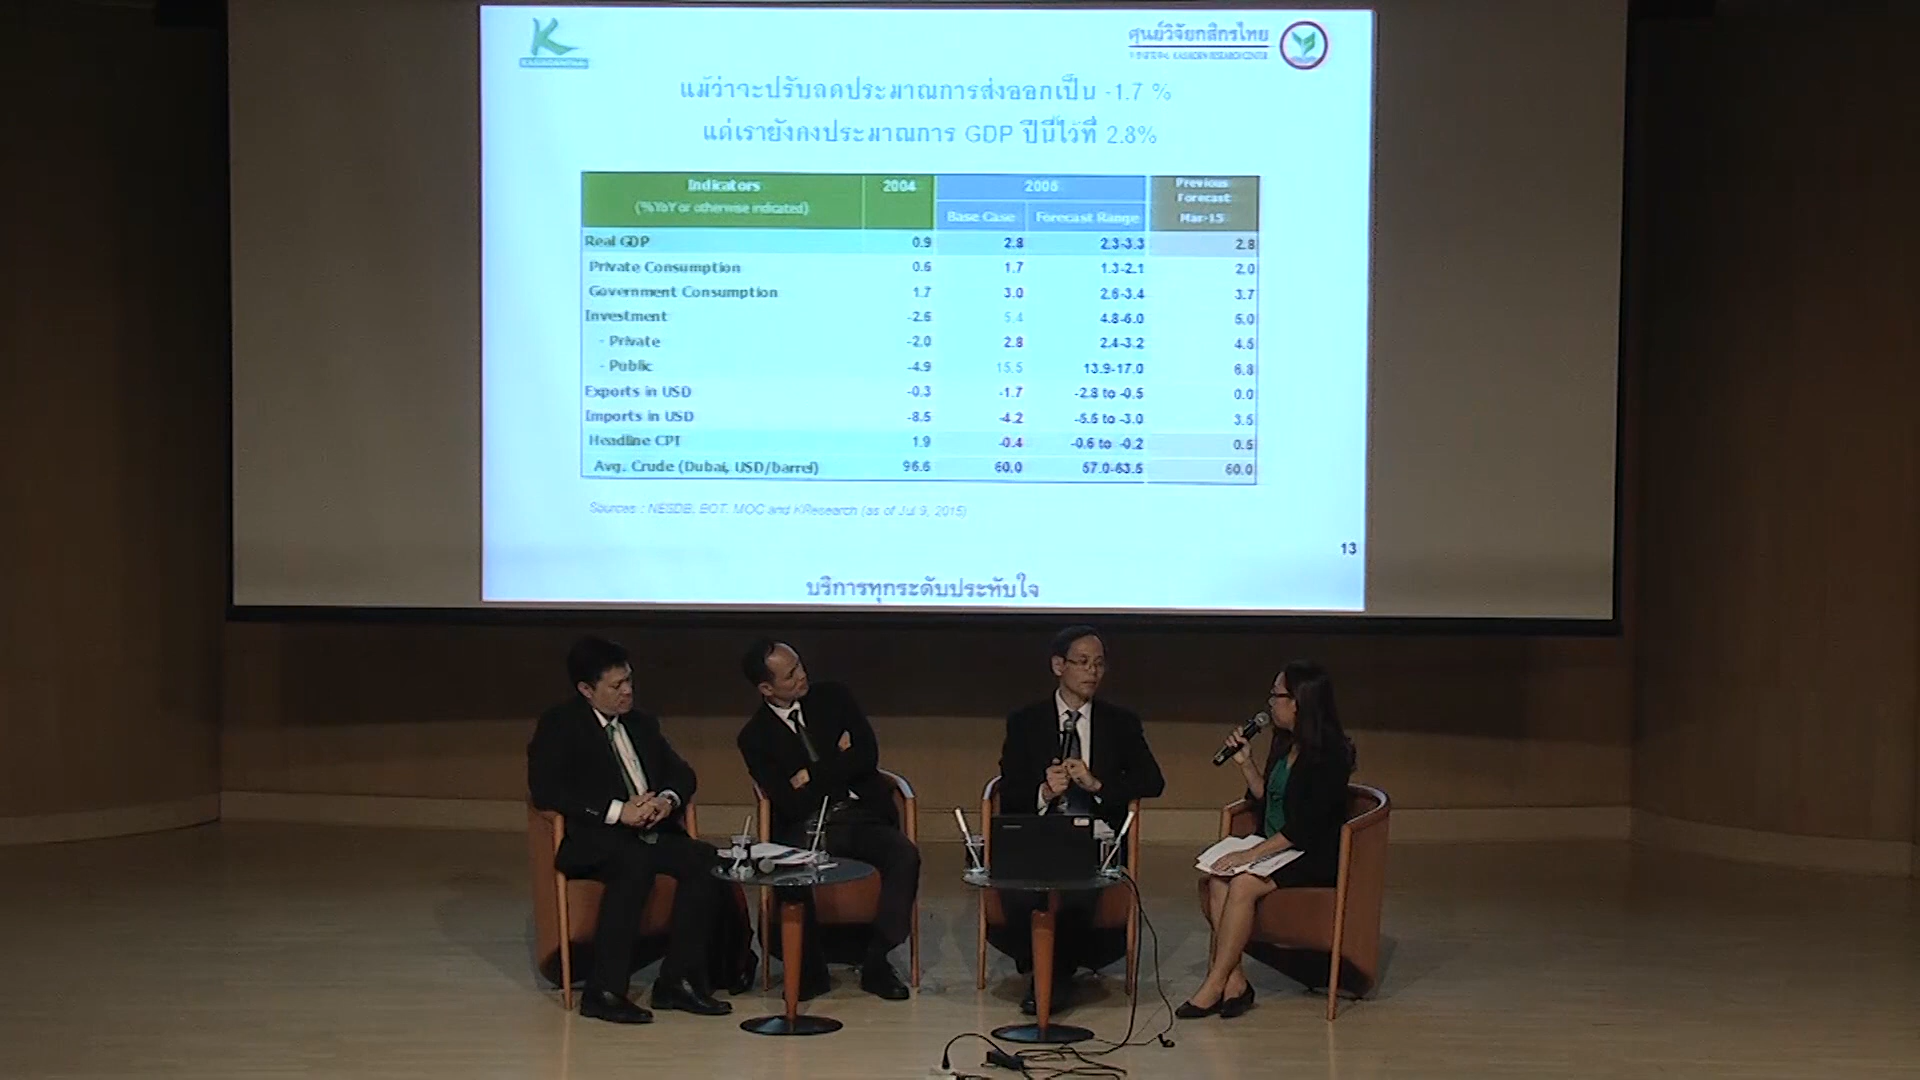 ศูนย์วิจัยกสิกรไทย
KASIKORN RESEARCH CENTER
แม้ว่าจะปรับลดประมาณการส่งออกเป็น -1.7 %
แต่เรายังคงประมาณการ GDP ปีนี้ไว้ที่ 2.8%
Indicators 2004 2006 Previous
(%YoY or otherwise indicated) Forecast
Base Case Forecast Range Mar-15
Real GDP 0.9 2.8 2.3-3.3 2.8
Private Consumption 0.6 1.7 1.3-2.1 2.0
Government Consumption 1.7 3.0 2.6-3.4 3.7
Investment -2.6 5.4 4.8-6.0 5.0
- Private -2.0 2.8 2.4-3.2 4.5
- Public -4.9 15.5 13.9-17.0 6.8
Exports in USD -0.3 -1.7 -2.8 to -0.5 0.0
Imports in USD -8.5 -4.2 -5.5 to -3.0 3.5
Headline CPI 1.9 -0.4 -0.6 to -0.2 0.5
Avg. Crude (Dubai, USD/barrel) 96.6 60.0 57.0-63.5 60.0
Sources : NESDB, BOT, MOC and KResearch (as of Jul 9, 2015)
13
บริการทุกระดับประทับใจ